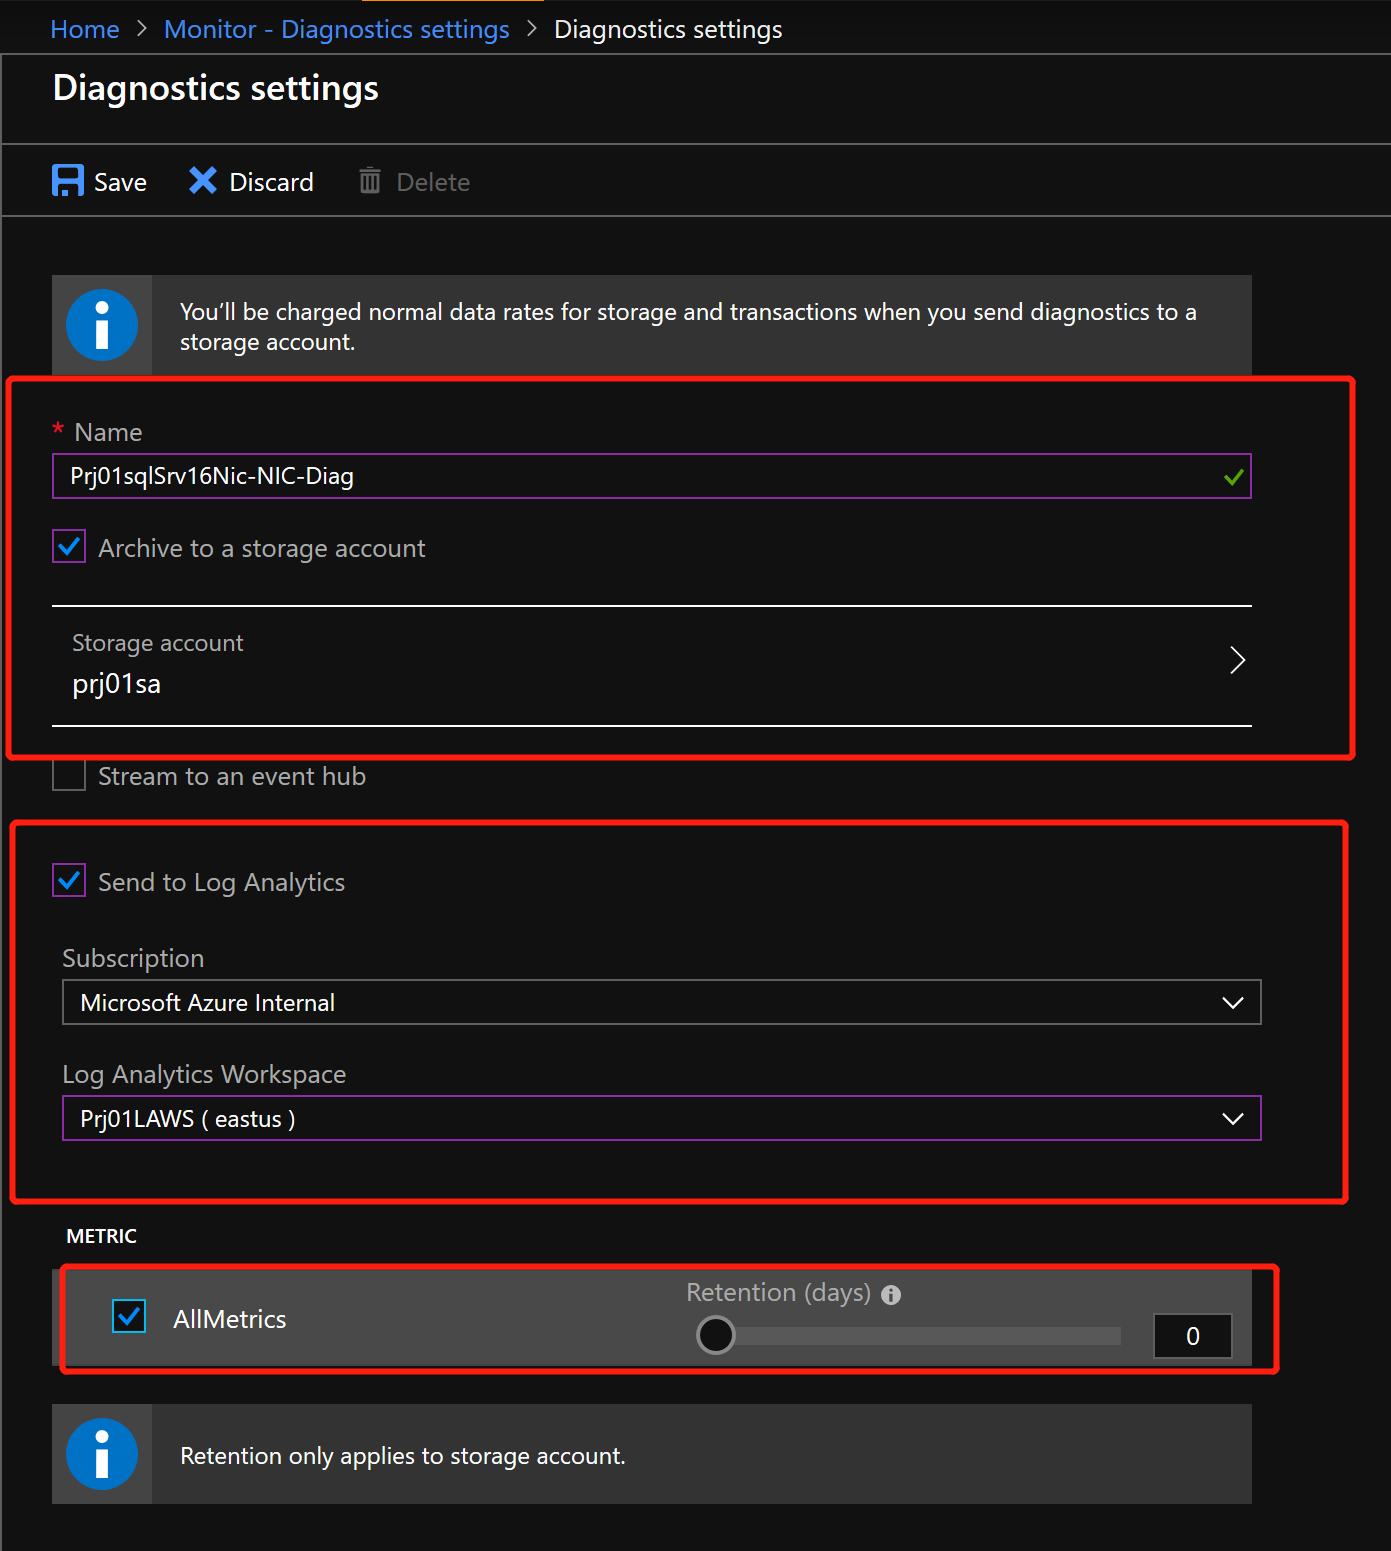 Home > Monitor - Diagnostics settings > Diagnostics settings
Diagnostics settings
Save Discard Delete
You’ll be charged normal data rates for storage and transactions when you send diagnostics to a
storage account.
* Name
Prj01sqlSrv16Nic-NIC-Diag
Archive to a storage account
Storage account
prj01sa
Stream to an event hub
Send to Log Analytics
Subscription
Microsoft Azure Internal
Log Analytics Workspace
Prj01LAWS ( eastus )
METRIC
Retention (days)
AllMetrics
0
Retention only applies to storage account.